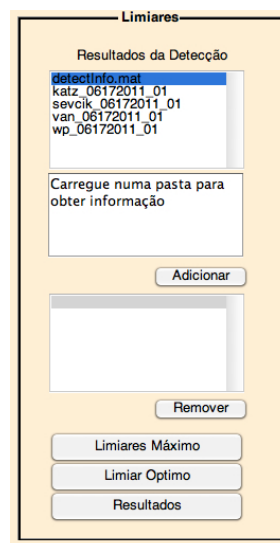 Limiares
Resultados da Detecção
detectInfo.mat
katz_06172011_01
sevcik_06172011_01
van_06172011_01
wp_06172011_01
Carregue numa pasta para
obter informação
Adicionar
Remover
Limiares Máximo
Limiar Optimo
Resultados